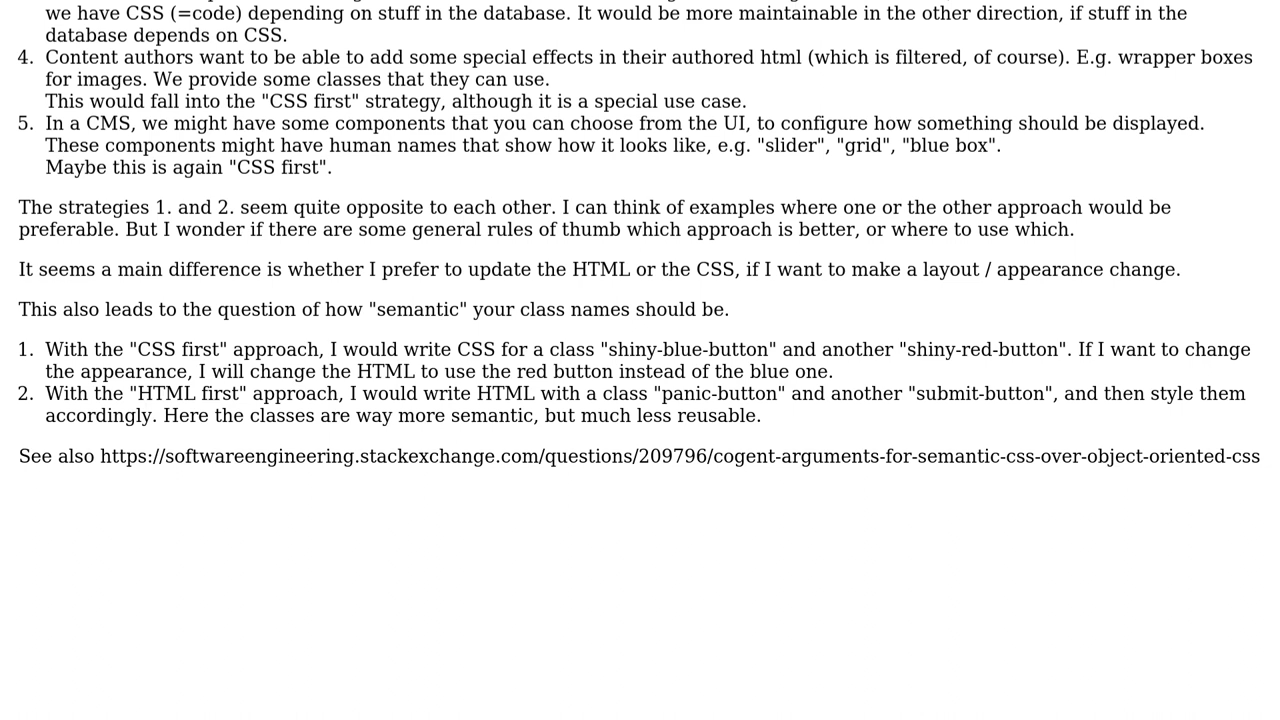 we have CSS (=code) depending on stuff in the database. It would be more maintainable in the other direction, if stuff in the
database depends on CSS.
4. Content authors want to be able to add some special effects in their authored html (which is filtered, of course). E.g. wrapper boxes
for images. We provide some classes that they can use.
This would fall into the "CSS first" strategy, although it is a special use case.
5. In a CMS, we might have some components that you can choose from the UI, to configure how something should be displayed.
These components might have human names that show how it looks like, e.g. "slider", "grid", "blue box".
Maybe this is again "CSS first".
The strategies 1. and 2. seem quite opposite to each other. I can think of examples where one or the other approach would be
preferable. But I wonder if there are some general rules of thumb which approach is better, or where to use which.
It seems a main difference is whether I prefer to update the HTML or the CSS, if I want to make a layout / appearance change.
This also leads to the question of how "semantic" your class names should be.
1. With the "CSS first" approach, I would write CSS for a class "shiny-blue-button" and another "shiny-red-button". If I want to change
the appearance, I will change the HTML to use the red button instead of the blue one.
2. With the "HTML first" approach, I would write HTML with a class "panic-button" and another "submit-button", and then style them
accordingly. Here the classes are way more semantic, but much less reusable.
See also https://softwareengineering.stackexchange.com/questions/209796/cogent-arguments-for-semantic-css-over-object-oriented-css